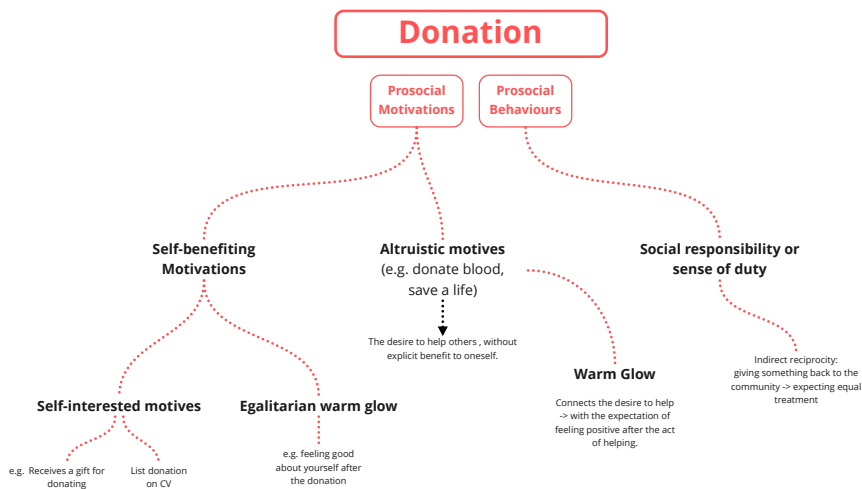 Donation
Prosocial
Motivations
Prosocial
Behaviours
Self-benefiting
Motivations
Altruistic motives
(e.g. donate blood,
save a life)
Social responsibility or
sense of duty
The desire to help others , without
explicit benefit to oneself.
Warm Glow
Connects the desire to help
-> with the expectation of
feeling positive after the act
of helping.
Indirect reciprocity:
giving something back to the
community -> expecting equal
treatment
Self-interested motives
Egalitarian warm glow
e.g. Receives a gift for
donating
List donation
on CV
e.g. feeling good
about yourself after
the donation